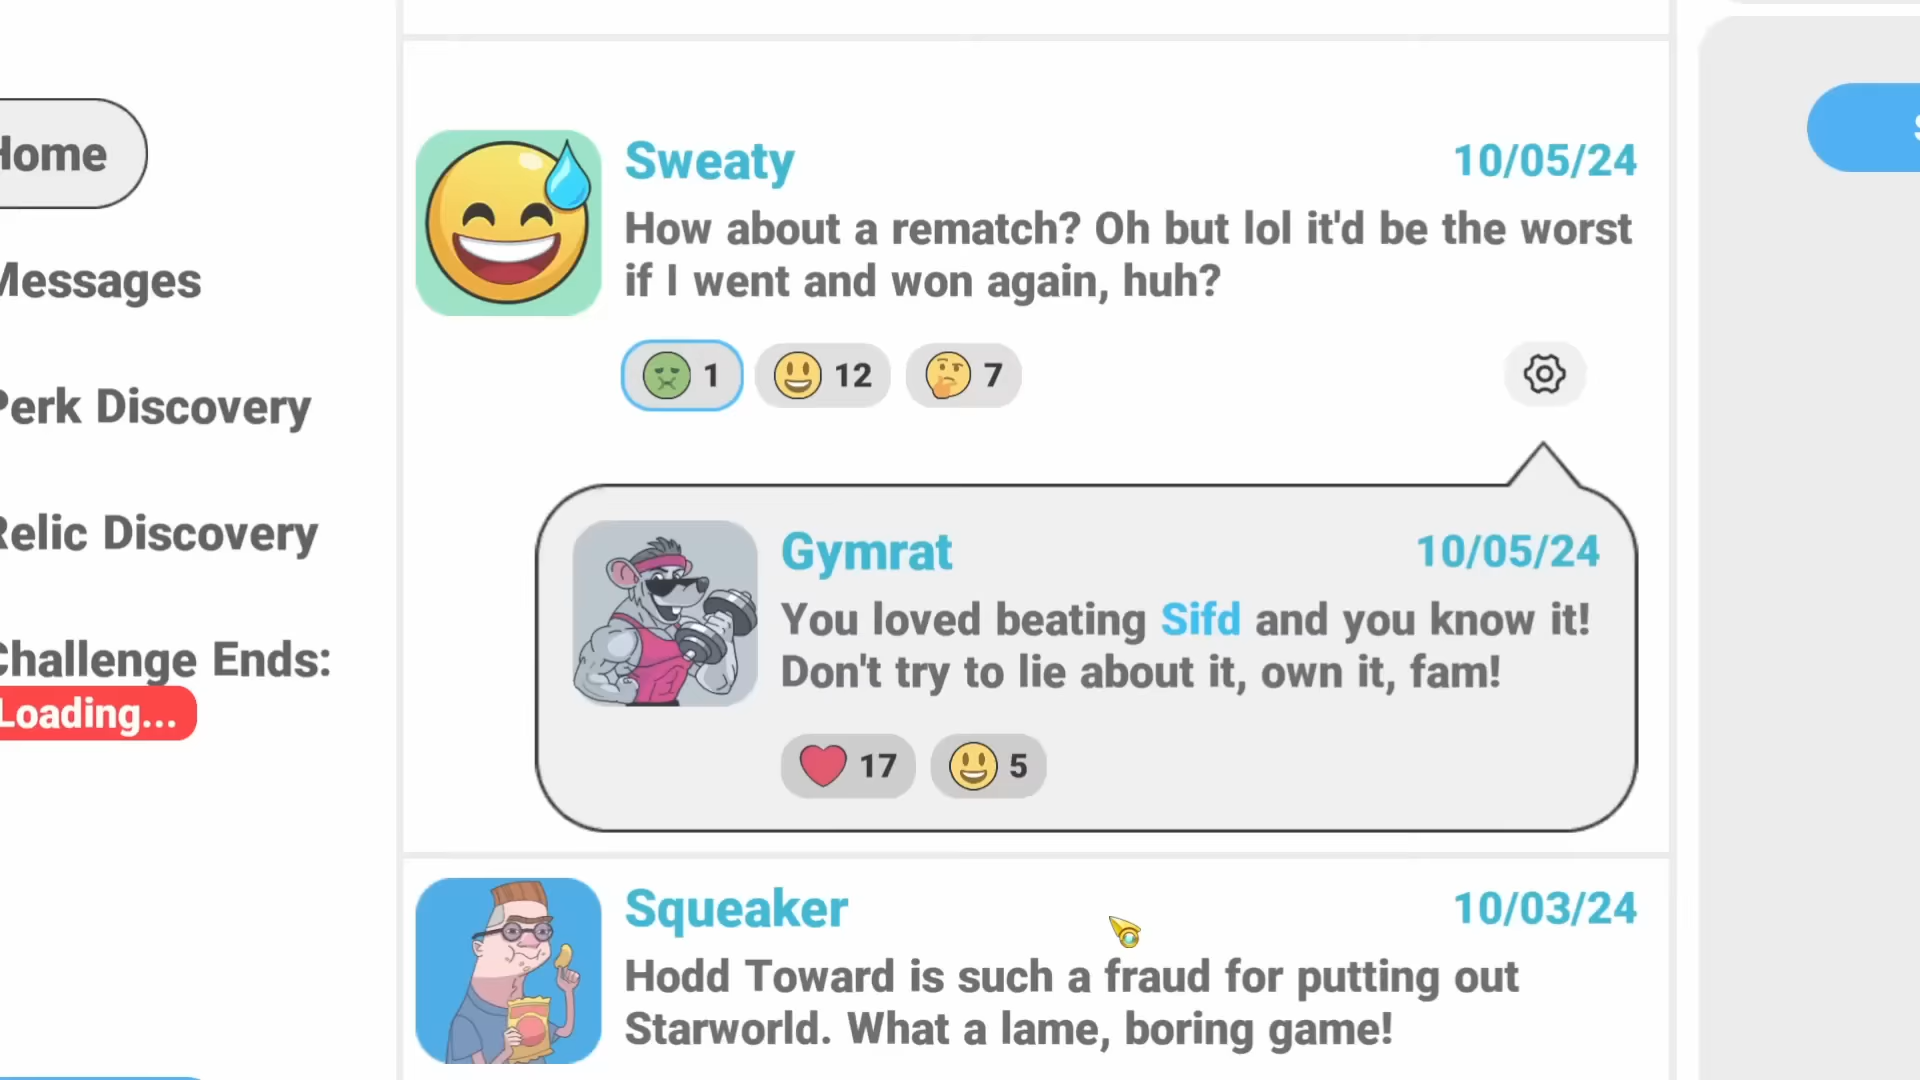 Home
Messages
Perk Discovery
Relic Discovery
Challenge Ends:
Loading...
Sweaty
10/05/24
How about a rematch? Oh but lol it'd be the worst
if I went and won again, huh?
1
12
7
Gymrat
10/05/24
You loved beating Sifd and you know it!
Don't try to lie about it, own it, fam!
17
5
Squeaker
10/03/24
Hodd Toward is such a fraud for putting out
Starworld. What a lame, boring game!